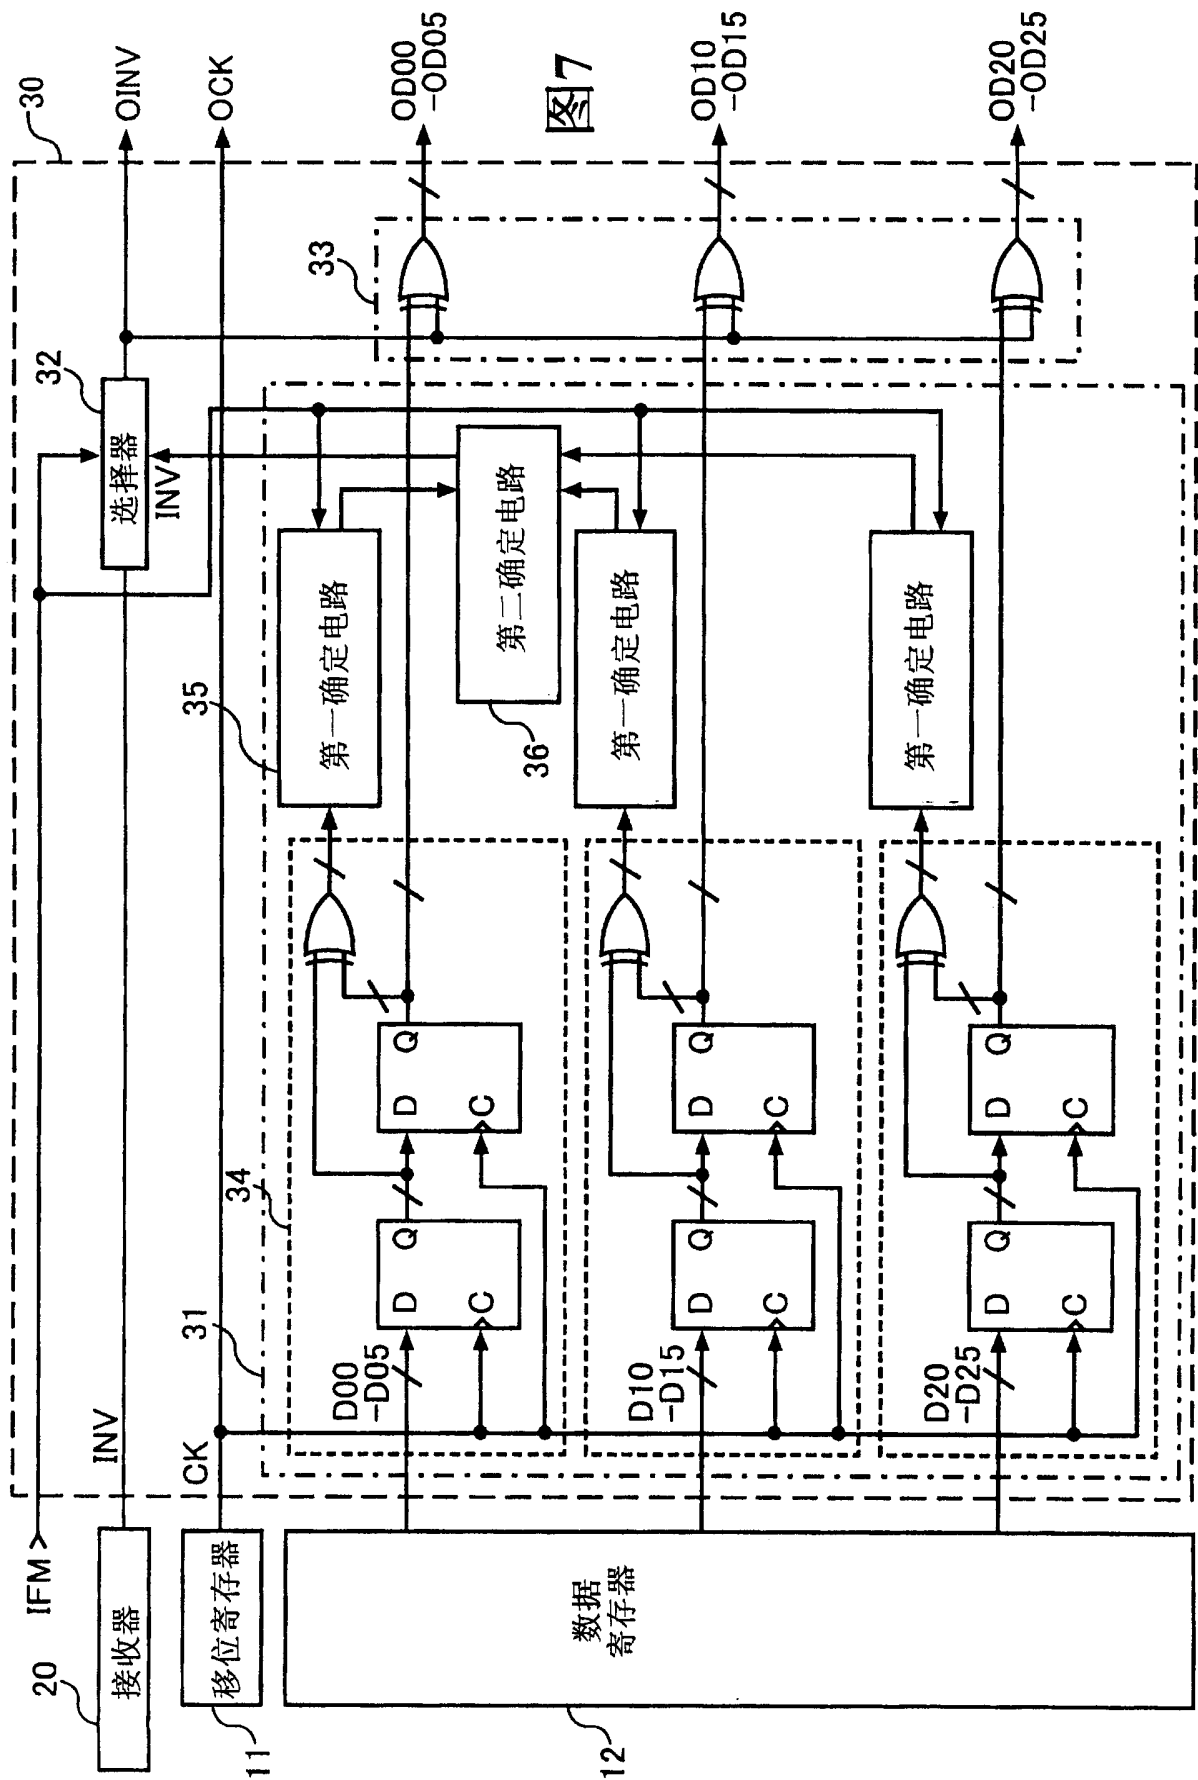 图7
30
IFM
20
接收器
INV
32
选择器
INV
OINV
11
移位寄存器
CK
OCK
12
数据
寄存器
31
34
35
36
33
D00
-D05
D
Q
C
D
Q
C
第一确定电路
第二确定电路
OD00
-OD05
D10
-D15
D
Q
C
D
Q
C
第一确定电路
OD10
-OD15
D20
-D25
D
Q
C
D
Q
C
第一确定电路
OD20
-OD25